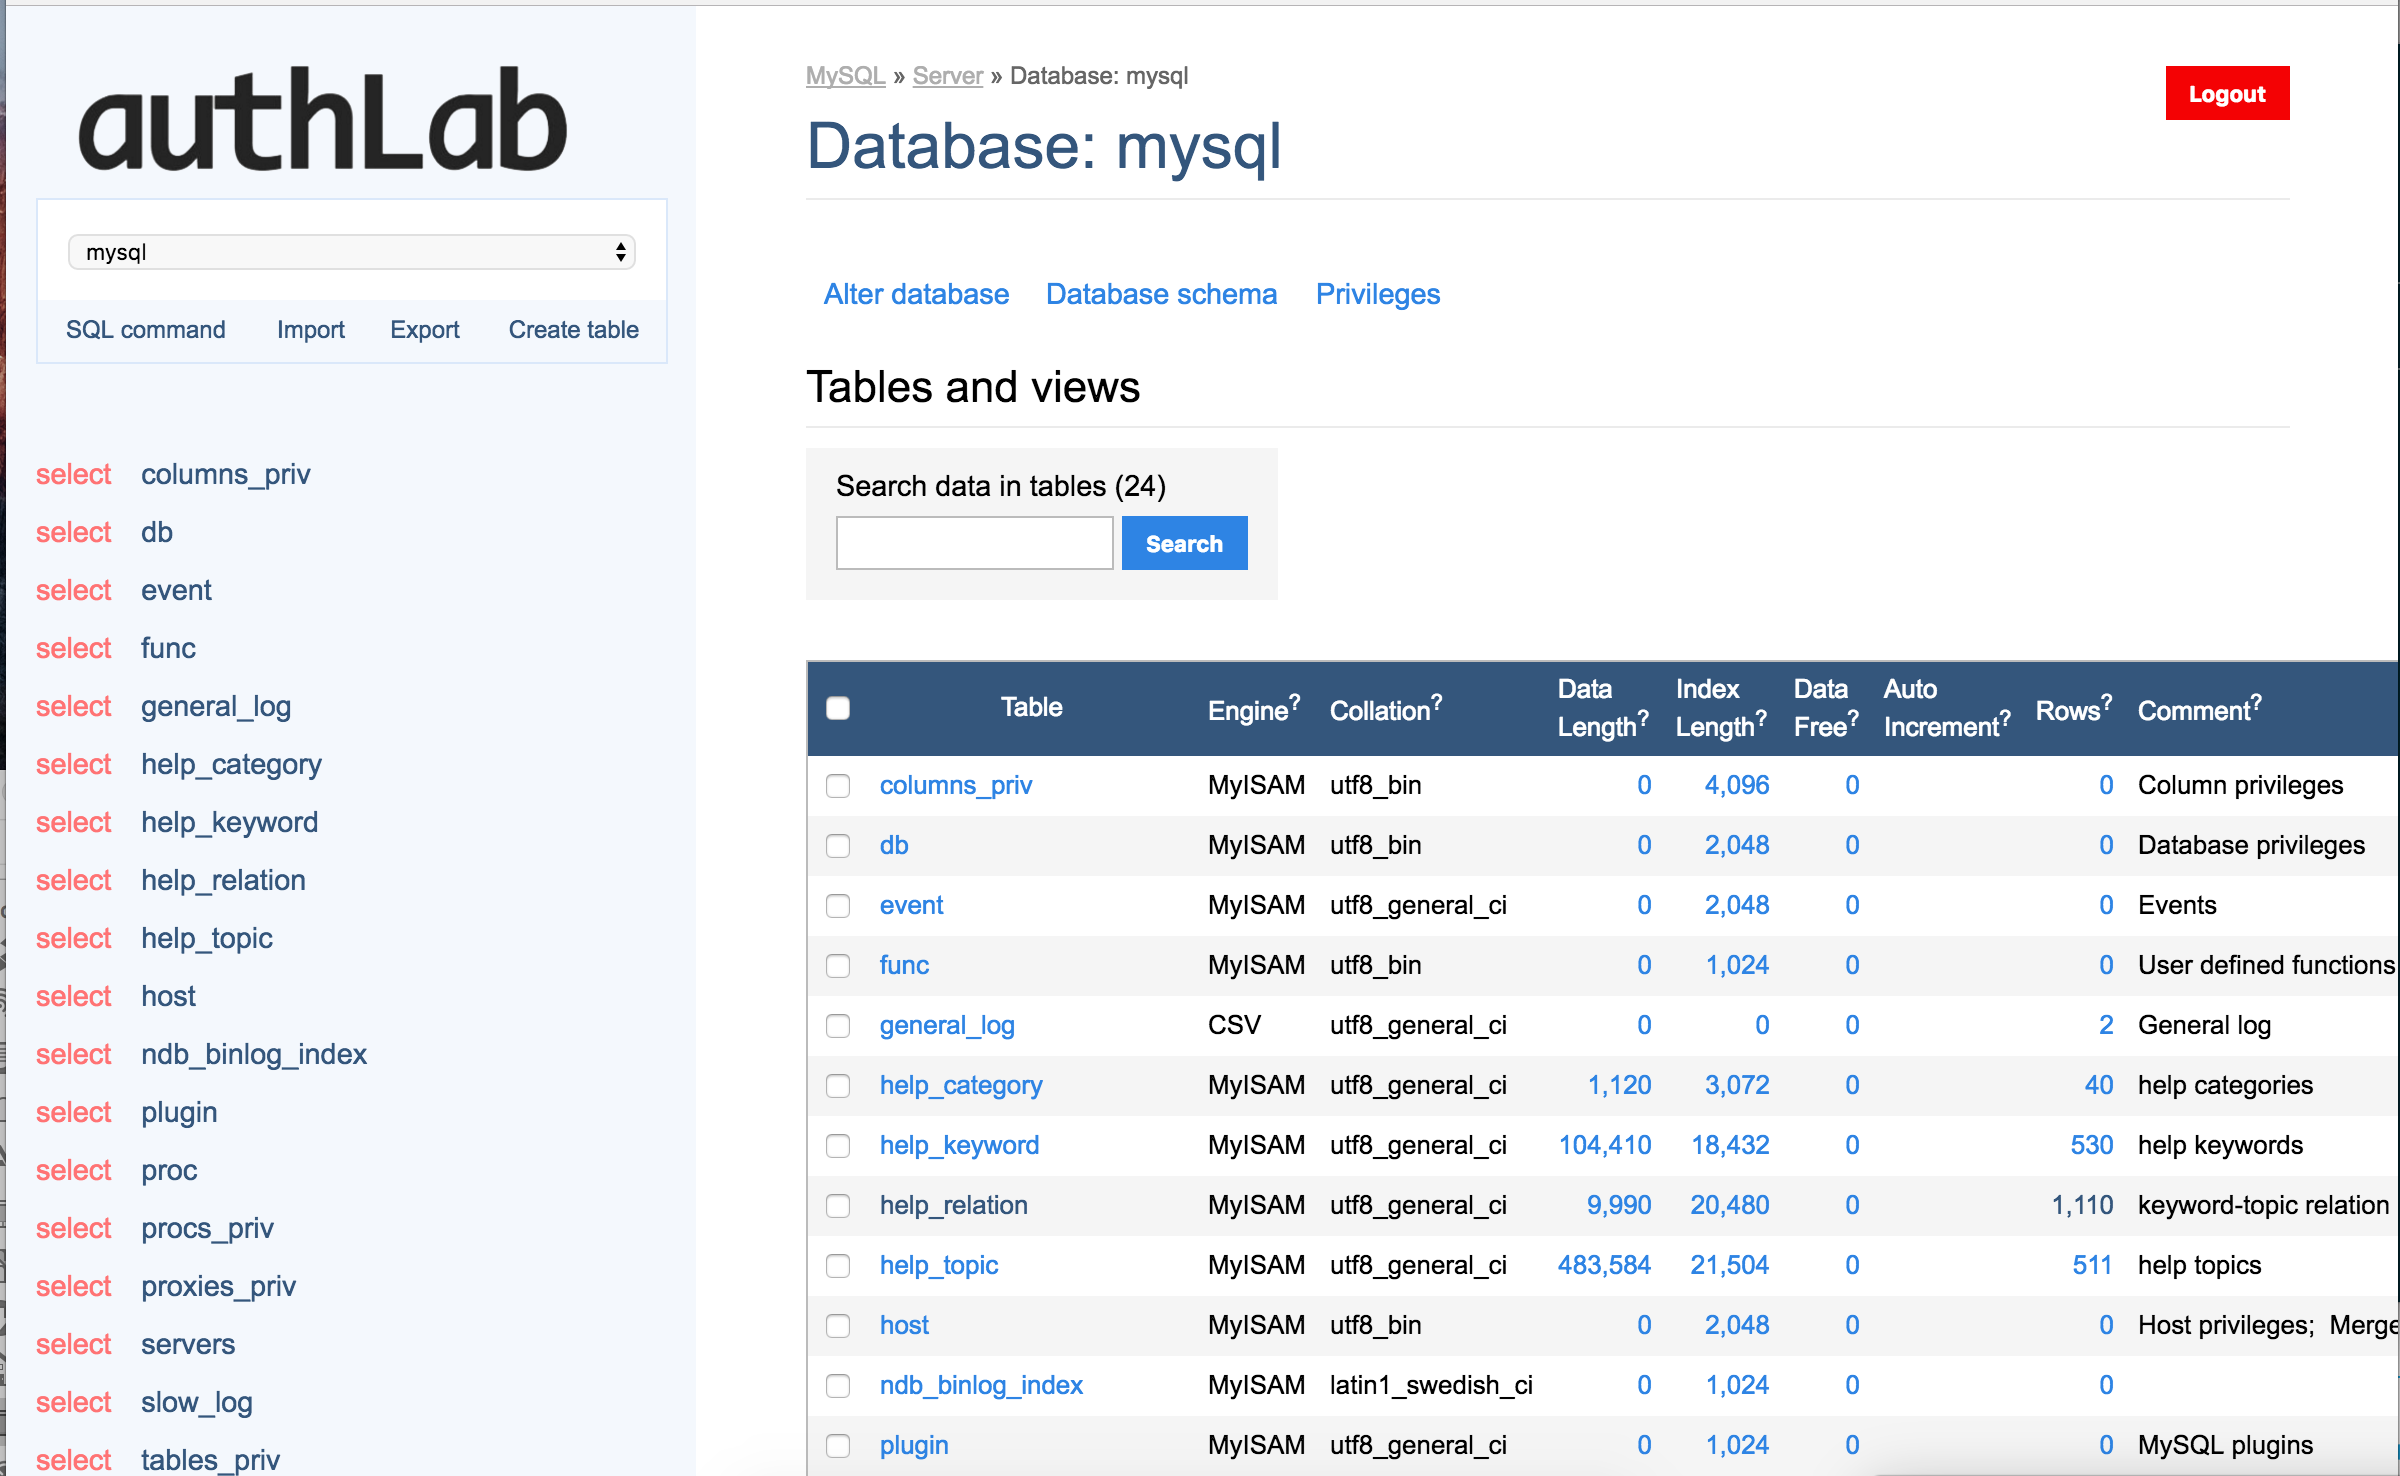 authLab
mysql
SQL command Import Export Create table
select columns_priv
select db
select event
select func
select general_log
select help_category
select help_keyword
select help_relation
select help_topic
select host
select ndb_binlog_index
select plugin
select proc
select procs_priv
select proxies_priv
select servers
select slow_log
select tables_priv
MySQL » Server » Database: mysql
Logout
Database: mysql
Alter database Database schema Privileges
Tables and views
Search data in tables (24)
Search
Table Engine? Collation? Data Length? Index Length? Data Free? Auto Increment? Rows? Comment?
columns_priv MyISAM utf8_bin 0 4,096 0 0 Column privileges
db MyISAM utf8_bin 0 2,048 0 0 Database privileges
event MyISAM utf8_general_ci 0 2,048 0 0 Events
func MyISAM utf8_bin 0 1,024 0 0 User defined functions
general_log CSV utf8_general_ci 0 0 0 2 General log
help_category MyISAM utf8_general_ci 1,120 3,072 0 40 help categories
help_keyword MyISAM utf8_general_ci 104,410 18,432 0 530 help keywords
help_relation MyISAM utf8_general_ci 9,990 20,480 0 1,110 keyword-topic relation
help_topic MyISAM utf8_general_ci 483,584 21,504 0 511 help topics
host MyISAM utf8_bin 0 2,048 0 0 Host privileges; Merge
ndb_binlog_index MyISAM latin1_swedish_ci 0 1,024 0 0
plugin MyISAM utf8_general_ci 0 1,024 0 0 MySQL plugins